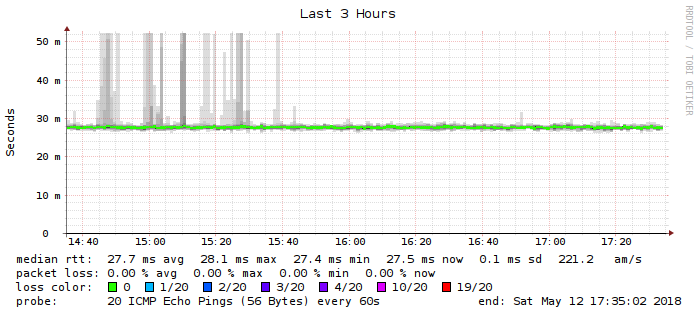 Last 3 Hours
RRDTOOL / TOBI OETIKER
Seconds
50 m
40 m
30 m
20 m
10 m
0
14:40 15:00 15:20 15:40 16:00 16:20 16:40 17:00 17:20
median rtt: 27.7 ms avg 28.1 ms max 27.4 ms min 27.5 ms now 0.1 ms sd 221.2 am/s
packet loss: 0.00 % avg 0.00 % max 0.00 % min 0.00 % now
loss color: 0 1/20 2/20 3/20 4/20 10/20 19/20
probe: 20 ICMP Echo Pings (56 Bytes) every 60s end: Sat May 12 17:35:02 2018